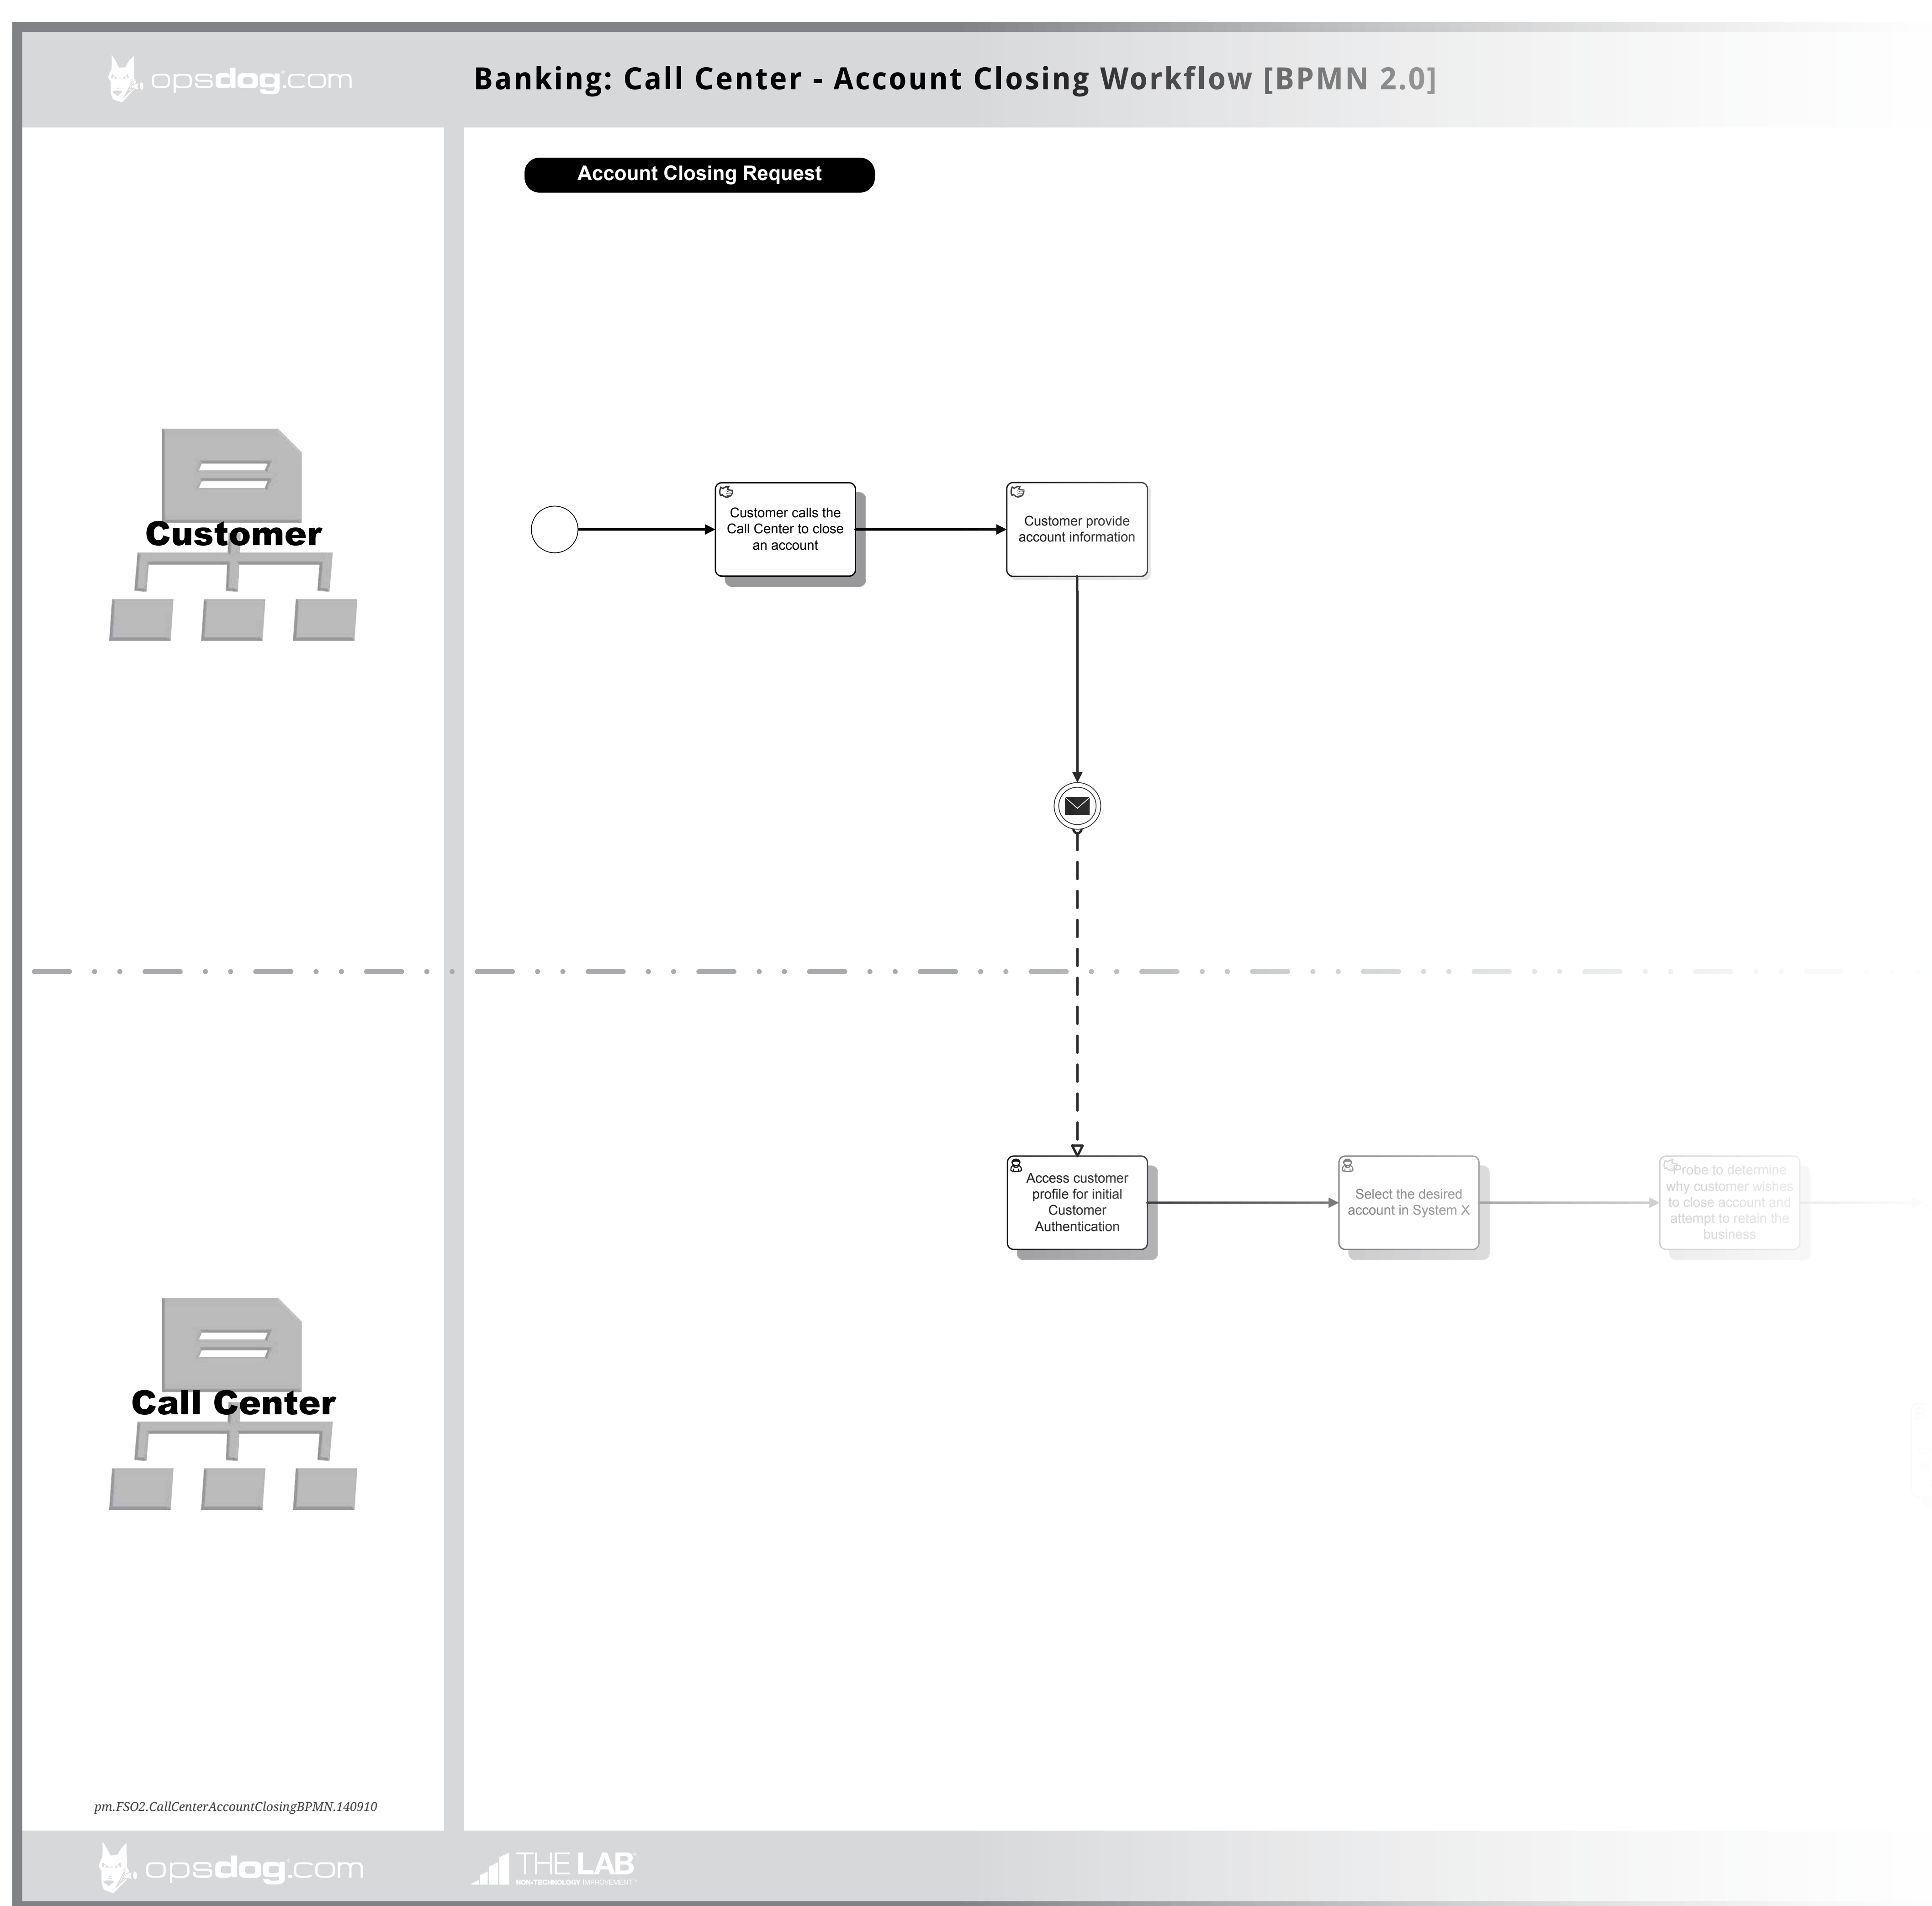 opsdog.com
Banking: Call Center - Account Closing Workflow [BPMN 2.0]
Account Closing Request
Customer
Customer calls the
Call Center to close
an account
Customer provide
account information
Call Center
Access customer
profile for initial
Customer
Authentication
Select the desired
account in System X
Probe to determine
why customer wishes
to close account and
attempt to retain the
business
pm.FSO2.CallCenterAccountClosingBPMN.140910
opsdog.com
THE LAB
NON-TECHNOLOGY IMPROVEMENT